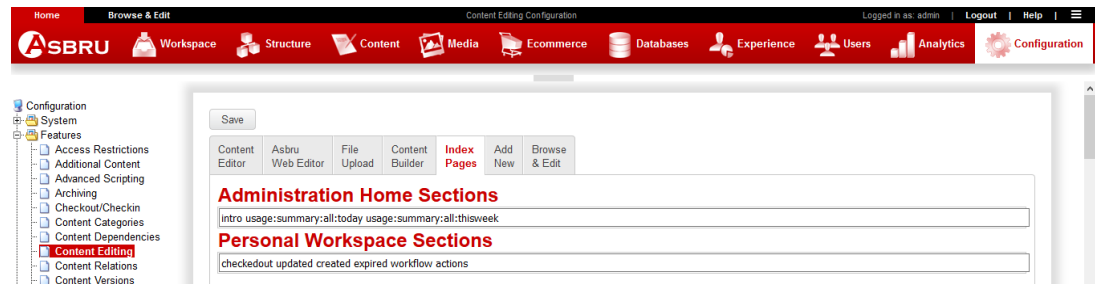 Home Browse & Edit Content Editing Configuration Logged in as: admin | Logout | Help |
ASBRU Workspace Structure Content Media Ecommerce Databases Experience Users Analytics Configuration
Configuration
System
Features
Access Restrictions
Additional Content
Advanced Scripting
Archiving
Checkout/Checkin
Content Categories
Content Dependencies
Content Editing
Content Relations
Content Versions
Save
Content Editor
Asbru Web Editor
File Upload
Content Builder
Index Pages
Add New
Browse & Edit
Administration Home Sections
intro usage:summary:all:today usage:summary:all:thisweek
Personal Workspace Sections
checkedout updated created expired workflow actions